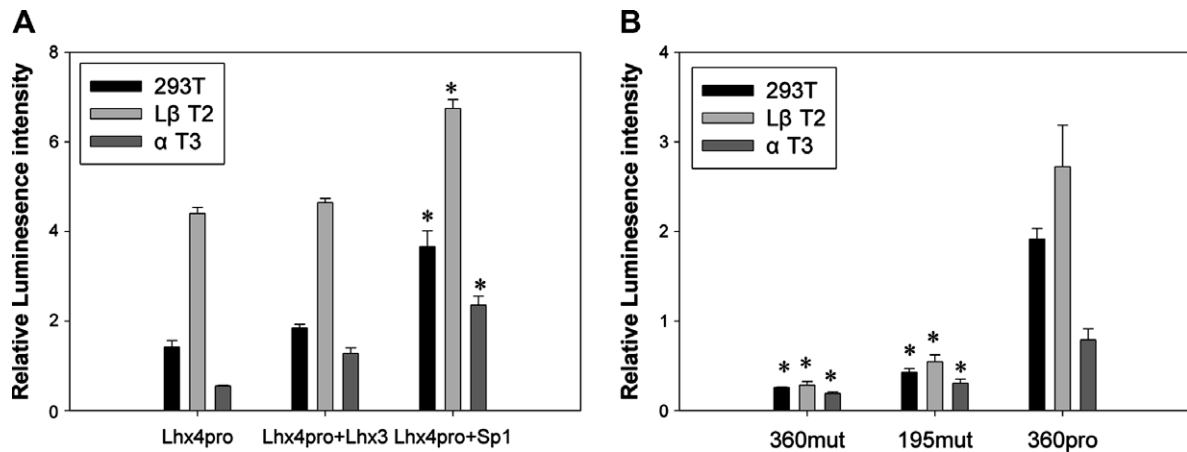 A
Relative Luminesence intensity
8
6
4
2
0
293T
Lβ T2
α T3
*
*
*
Lhx4pro
Lhx4pro+Lhx3
Lhx4pro+Sp1
B
Relative Luminesence intensity
4
3
2
1
0
293T
Lβ T2
α T3
* * *
* * *
360mut
195mut
360pro